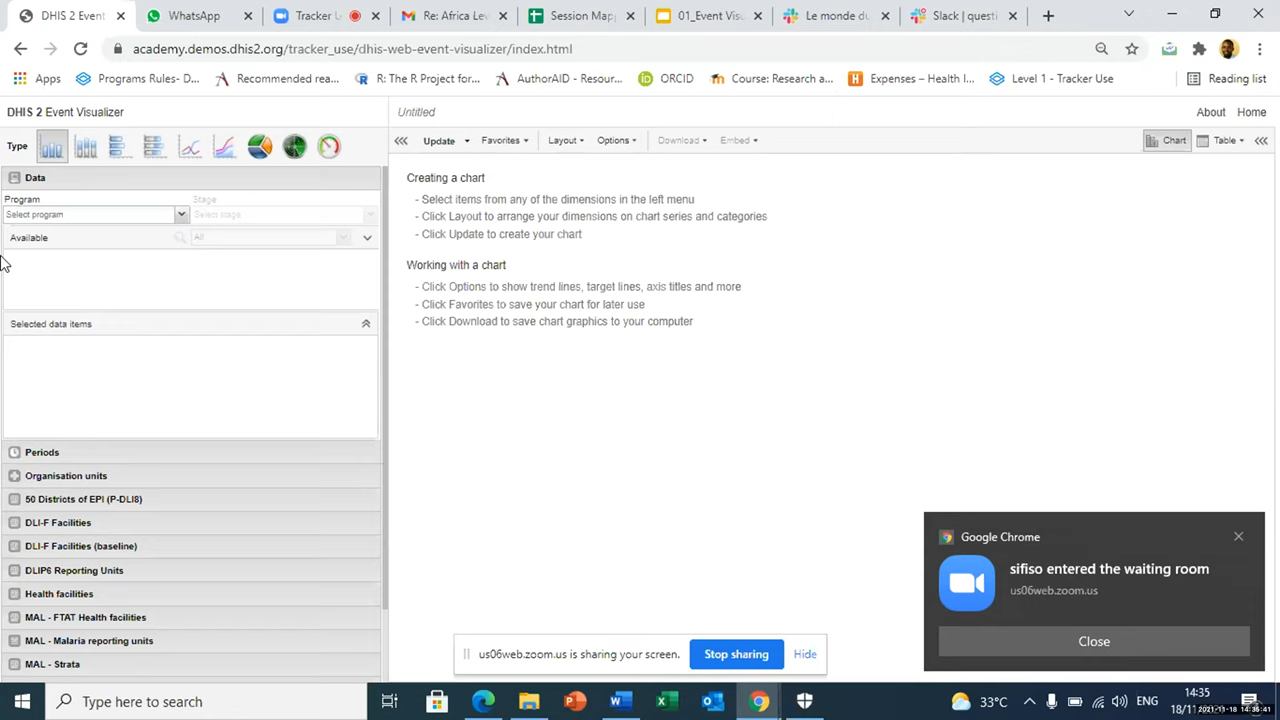 DHIS 2 Event
WhatsApp
Tracker L
Re: Africa Le
Session Map
01_Event Vis
Le monde du
Slack | questi
academy.demos.dhis2.org/tracker_use/dhis-web-event-visualizer/index.html
Apps
Programs Rules- D...
Recommended rea...
R: The R Project for...
AuthorAID - Resour...
ORCID
Course: Research a...
Expenses – Health I...
Level 1 - Tracker Use
Reading list
DHIS 2 Event Visualizer
Untitled
About
Home
Type
Update
Favorites
Layout
Options
Download
Embed
Chart
Table
Data
Program
Stage
Select program
Select stage
Available
All
Selected data items
Periods
Organisation units
50 Districts of EPI (P-DLI8)
DLI-F Facilities
DLI-F Facilities (baseline)
DLIP6 Reporting Units
Health facilities
MAL - FTAT Health facilities
MAL - Malaria reporting units
MAL - Strata
Creating a chart
- Select items from any of the dimensions in the left menu
- Click Layout to arrange your dimensions on chart series and categories
- Click Update to create your chart
Working with a chart
- Click Options to show trend lines, target lines, axis titles and more
- Click Favorites to save your chart for later use
- Click Download to save chart graphics to your computer
Google Chrome
sifiso entered the waiting room
us06web.zoom.us
Close
us06web.zoom.us is sharing your screen.
Stop sharing
Hide
Type here to search
33°C
ENG
14:35